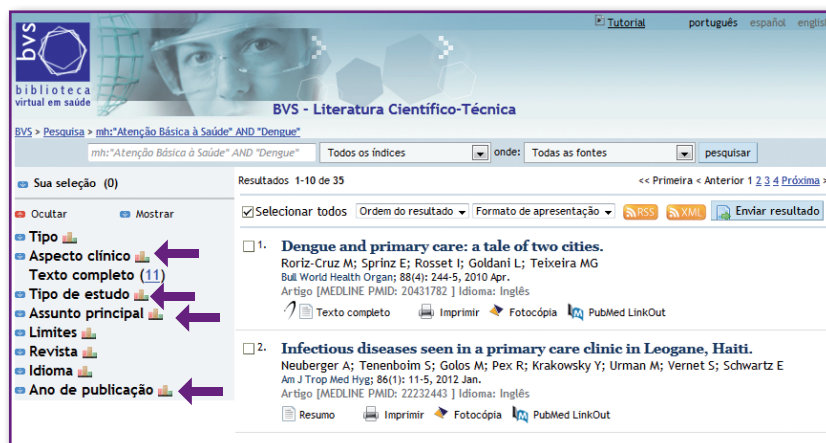 Tutorial português español english
bvs
biblioteca
virtual em saúde
BVS - Literatura Científico-Técnica
BVS > Pesquisa > mh:"Atenção Básica à Saúde" AND "Dengue"
mh:"Atenção Básica à Saúde" AND "Dengue" Todos os índices onde: Todas as fontes pesquisar
Sua seleção (0)
Resultados 1-10 de 35 << Primeira < Anterior 1 2 3 4 Próxima >
Ocultar Mostrar
Selecionar todos Ordem do resultado Formato de apresentação RSS XML Enviar resultado
Tipo
Aspecto clínico
Texto completo (11)
Tipo de estudo
Assunto principal
Limites
Revista
Idioma
Ano de publicação
1. Dengue and primary care: a tale of two cities.
Roriz-Cruz M; Sprinz E; Rosset I; Goldani L; Teixeira MG
Bull World Health Organ; 88(4): 244-5, 2010 Apr.
Artigo [MEDLINE PMID: 20431782 ] Idioma: Inglês
Texto completo Imprimir Fotocópia PubMed LinkOut
2. Infectious diseases seen in a primary care clinic in Leogane, Haiti.
Neuberger A; Tenenboim S; Golos M; Pex R; Krakowsky Y; Urman M; Vernet S; Schwartz E
Am J Trop Med Hyg; 86(1): 11-5, 2012 Jan.
Artigo [MEDLINE PMID: 22232443 ] Idioma: Inglês
Resumo Imprimir Fotocópia PubMed LinkOut